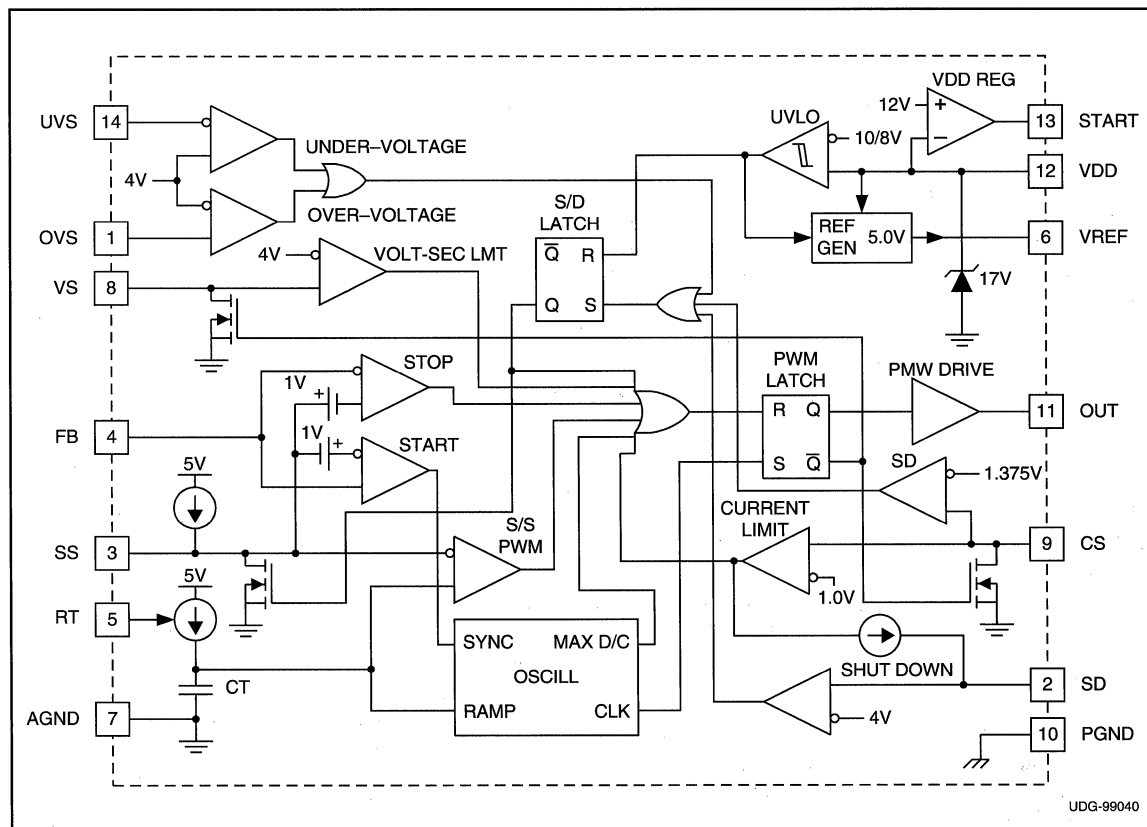 VDD REG
UVS 14
12V
+
−
13 START
UVLO
10/8V
UNDER–VOLTAGE
4V
12 VDD
S/D
LATCH
OVER–VOLTAGE
OVS 1
REF
GEN
5.0V
6 VREF
4V
VOLT-SEC LMT
Q R
VS 8
17V
Q S
STOP
PWM
LATCH
PMW DRIVE
1V
+
R Q
11 OUT
FB 4
1V
+
START
S Q
SD
1.375V
5V
CURRENT
LIMIT
S/S
PWM
SS 3
9 CS
5V
1.0V
RT 5
SYNC
MAX D/C
SHUT DOWN
OSCILL
CT
2 SD
AGND 7
RAMP
CLK
4V
10 PGND
UDG-99040